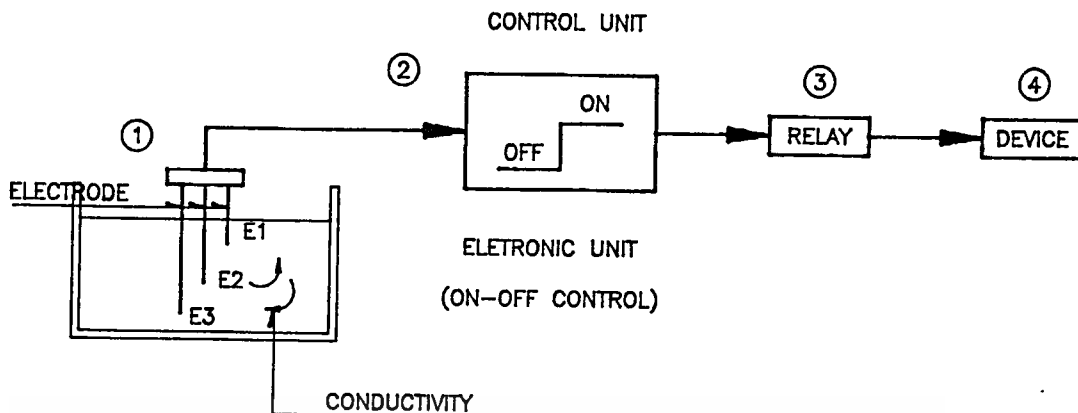 CONTROL UNIT
②
③
④
①
ON
OFF
RELAY
DEVICE
ELECTRODE
E1
E2
E3
ELETRONIC UNIT
(ON-OFF CONTROL)
CONDUCTIVITY